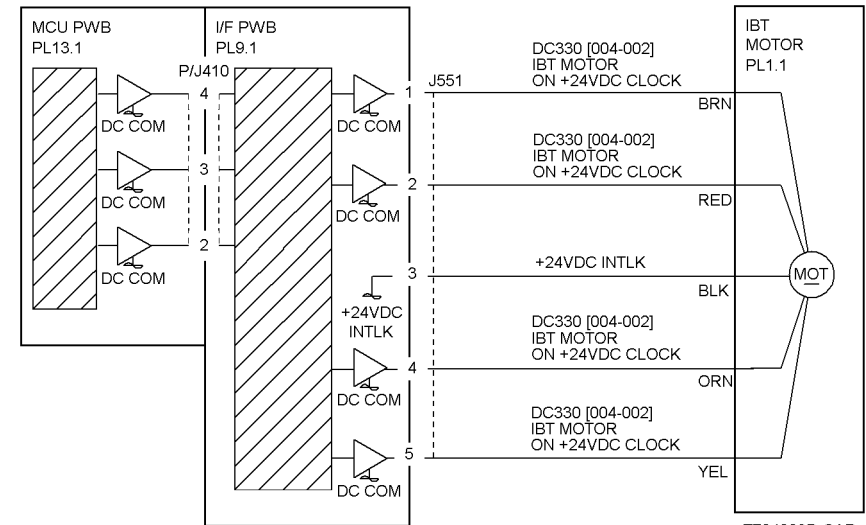 MCU PWB
PL13.1
I/F PWB
PL9.1
IBT
MOTOR
PL1.1
P/J410
4
3
2
DC COM
DC COM
DC COM
DC COM
DC COM
+24VDC
INTLK
DC COM
DC COM
1
2
3
4
5
J551
DC330 [004-002]
IBT MOTOR
ON +24VDC CLOCK
BRN
DC330 [004-002]
IBT MOTOR
ON +24VDC CLOCK
RED
+24VDC INTLK
BLK
DC330 [004-002]
IBT MOTOR
ON +24VDC CLOCK
ORN
DC330 [004-002]
IBT MOTOR
ON +24VDC CLOCK
YEL
MOT